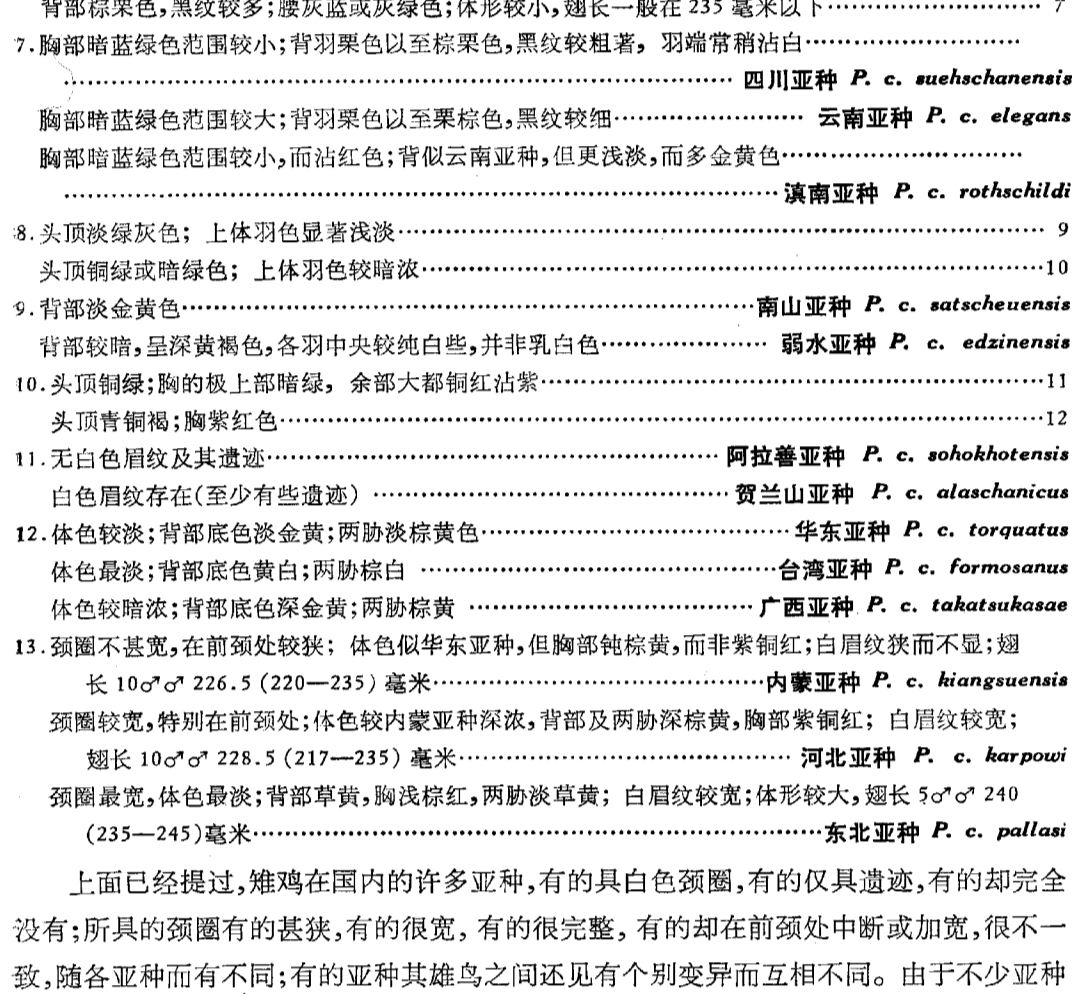 背部棕栗色,黑纹较多;腰灰蓝或灰绿色;体形较小,翅长一般在 235 毫米以下…………………… 7
7.胸部暗蓝绿色范围较小;背羽栗色以至棕栗色,黑纹较粗著，羽端常稍沾白……………………
……………………………………………………………… 四川亚种 P. c. suehschanensis
胸部暗蓝绿色范围较大;背羽栗色以至栗棕色,黑纹较细…………………… 云南亚种 P. c. elegans
胸部暗蓝绿色范围较小,而沾红色;背似云南亚种,但更浅淡,而多金黄色……………………
……………………………………………………………… 滇南亚种 P. c. rothschildi
8.头顶淡绿灰色；上体羽色显著浅淡……………………………………………………………… 9
头顶铜绿或暗绿色；上体羽色较暗浓………………………………………………………………10
9.背部淡金黄色………………………………………………………南山亚种 P. c. satscheuensis
背部较暗,呈深黄褐色,各羽中央较纯白些,并非乳白色………………… 弱水亚种 P. c. edzinensis
10.头顶铜绿;胸的极上部暗绿，余部大都铜红沾紫………………………………………………11
头顶青铜褐;胸紫红色………………………………………………………………………………12
11.无白色眉纹及其遗迹……………………………………………… 阿拉善亚种 P. c. sohokhotensis
白色眉纹存在(至少有些遗迹) …………………………………… 贺兰山亚种 P. c. alaschanicus
12.体色较淡;背部底色淡金黄;两胁淡棕黄色……………………………… 华东亚种 P. c. torquatus
体色最淡;背部底色黄白;两胁棕白 ……………………………………台湾亚种 P. c. formosanus
体色较暗浓;背部底色深金黄;两胁棕黄 …………………………… 广西亚种 P. c. takatsukasae
13.颈圈不甚宽,在前颈处较狭；体色似华东亚种,但胸部钝棕黄,而非紫铜红;白眉纹狭而不显;翅
长 10♂♂ 226.5 (220—235) 毫米…………………………………内蒙亚种 P. c. kiangsuensis
颈圈较宽,特别在前颈处;体色较内蒙亚种深浓,背部及两胁深棕黄,胸部紫铜红；白眉纹较宽；
翅长 10♂♂ 228.5 (217—235) 毫米………………………………… 河北亚种 P. c. karpowi
颈圈最宽,体色最淡;背部草黄,胸浅棕红,两胁淡草黄；白眉纹较宽;体形较大,翅长 5♂♂ 240
(235—245)毫米……………………………………………………………东北亚种 P. c. pallasi
上面已经提过,雉鸡在国内的许多亚种,有的具白色颈圈,有的仅具遗迹,有的却完全
没有;所具的颈圈有的甚狭,有的很宽，有的很完整，有的却在前颈处中断或加宽,很不一
致,随各亚种而有不同;有的亚种其雄鸟之间还见有个别变异而互相不同。由于不少亚种